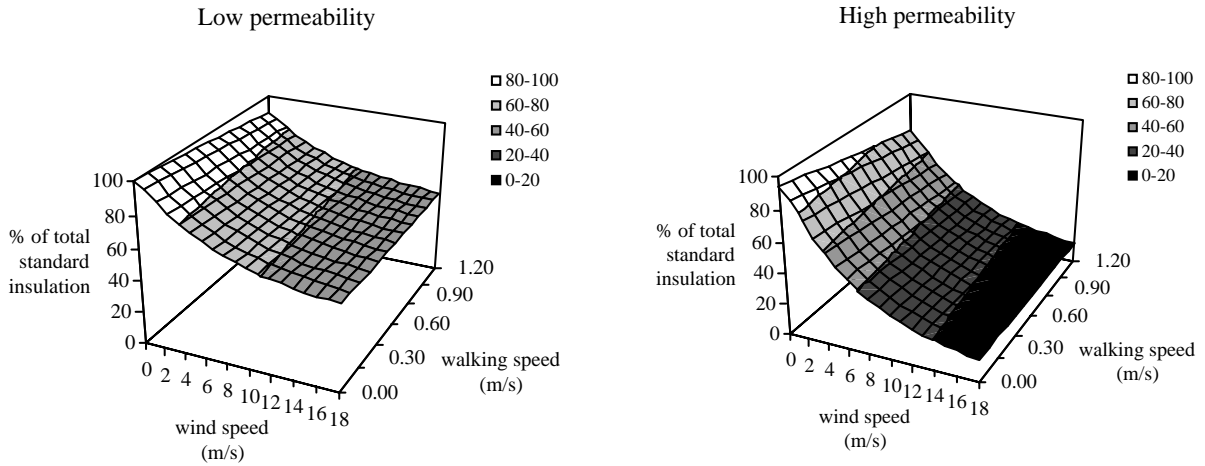 Low permeability
80-100
60-80
40-60
20-40
0-20
100
80
60
40
20
0
% of total
standard
insulation
0 2 4 6 8 10 12 14 16 18
wind speed
(m/s)
0.00
0.30
0.60
0.90
1.20
walking speed
(m/s)
High permeability
80-100
60-80
40-60
20-40
0-20
100
80
60
40
20
0
% of total
standard
insulation
0 2 4 6 8 10 12 14 16 18
wind speed
(m/s)
0.00
0.30
0.60
0.90
1.20
walking speed
(m/s)